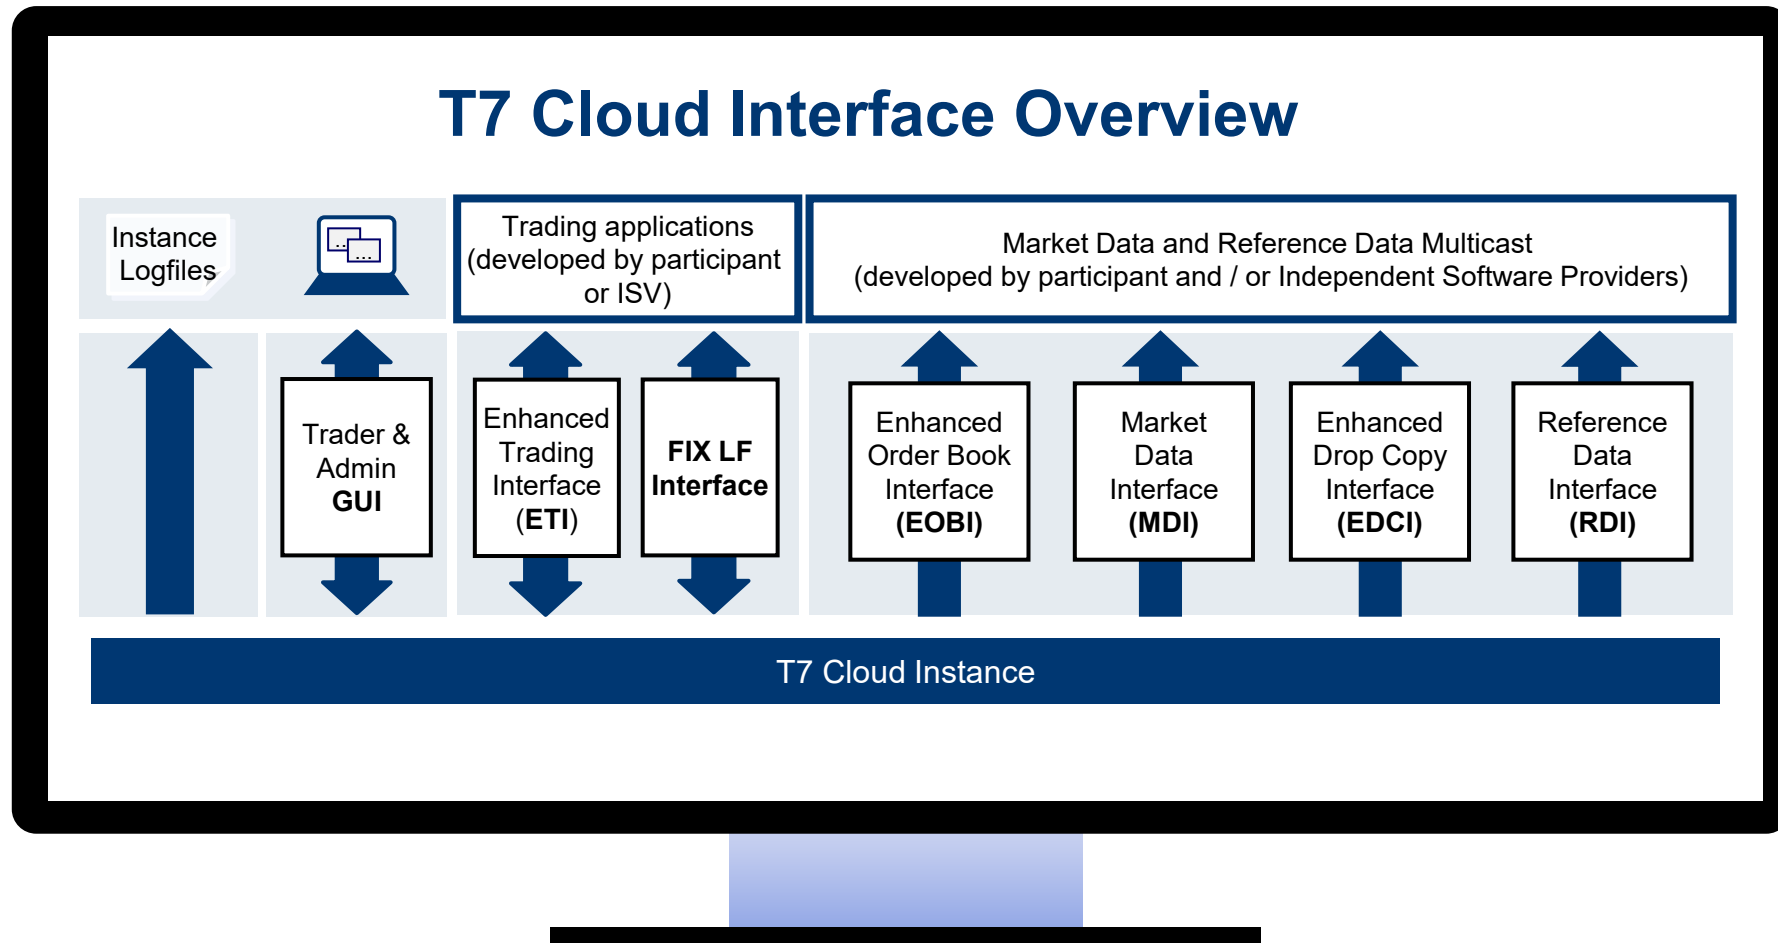 T7 Cloud Interface Overview
Instance
Logfiles
...
...
Trading applications
(developed by participant
or ISV)
Market Data and Reference Data Multicast
(developed by participant and / or Independent Software Providers)
Trader &
Admin
GUI
Enhanced
Trading
Interface
(ETI)
FIX LF
Interface
Enhanced
Order Book
Interface
(EOBI)
Market
Data
Interface
(MDI)
Enhanced
Drop Copy
Interface
(EDCI)
Reference
Data
Interface
(RDI)
T7 Cloud Instance